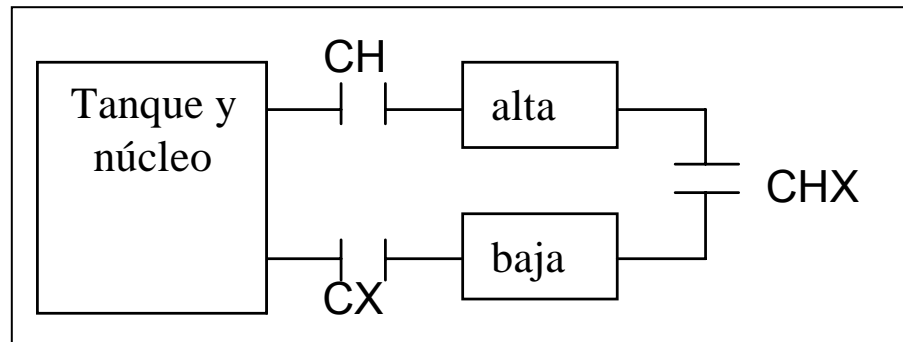 CH
Tanque y
núcleo
alta
CHX
baja
CX